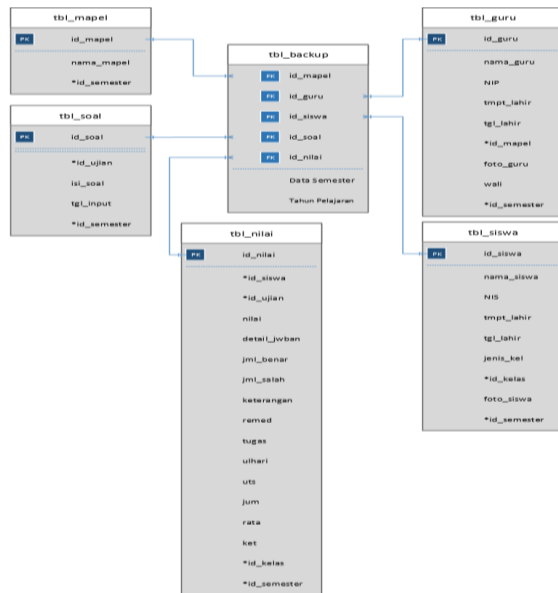 tbl_mapel
PK id_mapel
nama_mapel
*id_semester
tbl_soal
PK id_soal
*id_ujian
isi_soal
tgl_input
*id_semester
tbl_backup
PK id_mapel
PK id_guru
PK id_siswa
PK id_soal
PK id_nilai
Data Semester
Tahun Pelajaran
tbl_guru
PK id_guru
nama_guru
NIP
tmpt_lahir
tgl_lahir
*id_mapel
foto_guru
wali
*id_semester
tbl_nilai
PK id_nilai
*id_siswa
*id_ujian
nilai
detail_jwban
jml_benar
jml_salah
keterangan
remed
tugas
ulhari
uts
jum
rata
ket
*id_kelas
*id_semester
tbl_siswa
PK id_siswa
nama_siswa
NIS
tmpt_lahir
tgl_lahir
jenis_kel
*id_kelas
foto_siswa
*id_semester